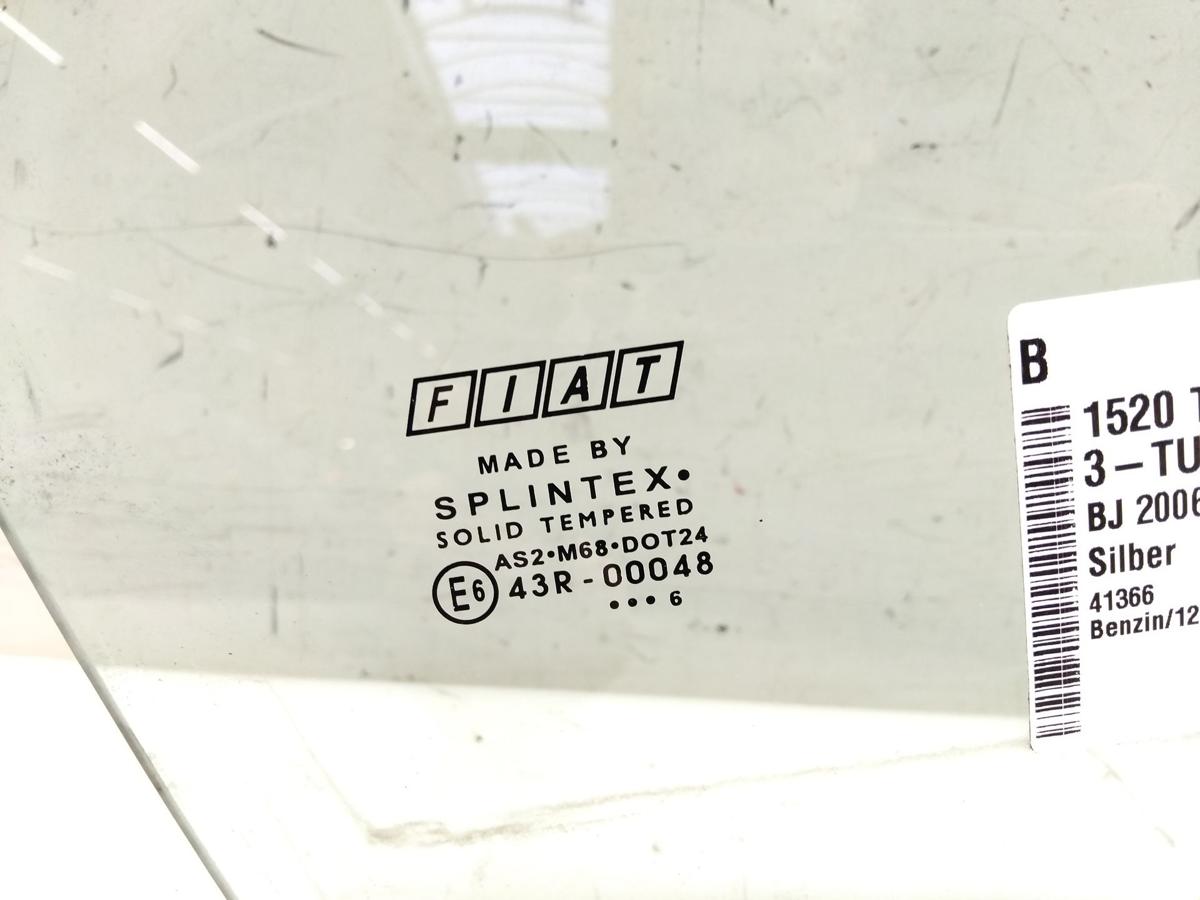 FIAT
MADE BY
SPLINTEX•
SOLID TEMPERED
AS2•M68•DOT24
E6 43R-00048
••• 6
B
1520
3-TU
BJ 2006
Silber
41366
Benzin/12